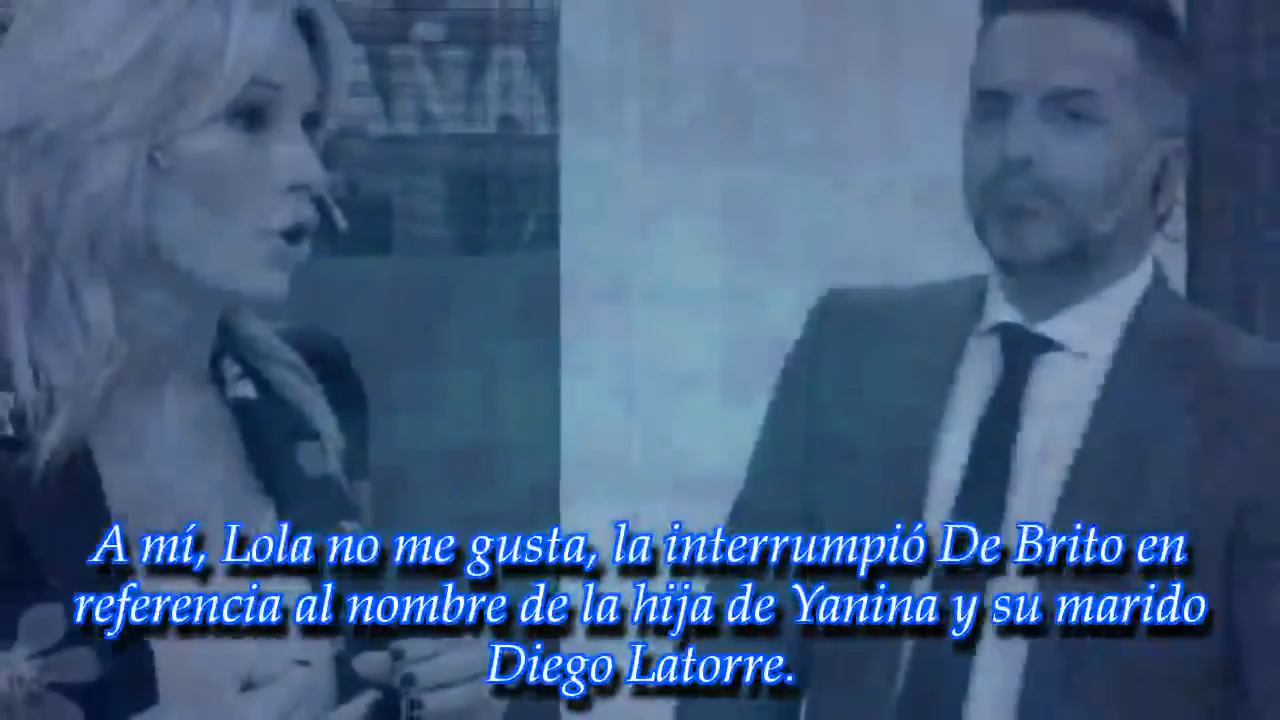 A mí, Lola no me gusta, la interrumpió De Brito en
referencia al nombre de la hija de Yanina y su marido
Diego Latorre.